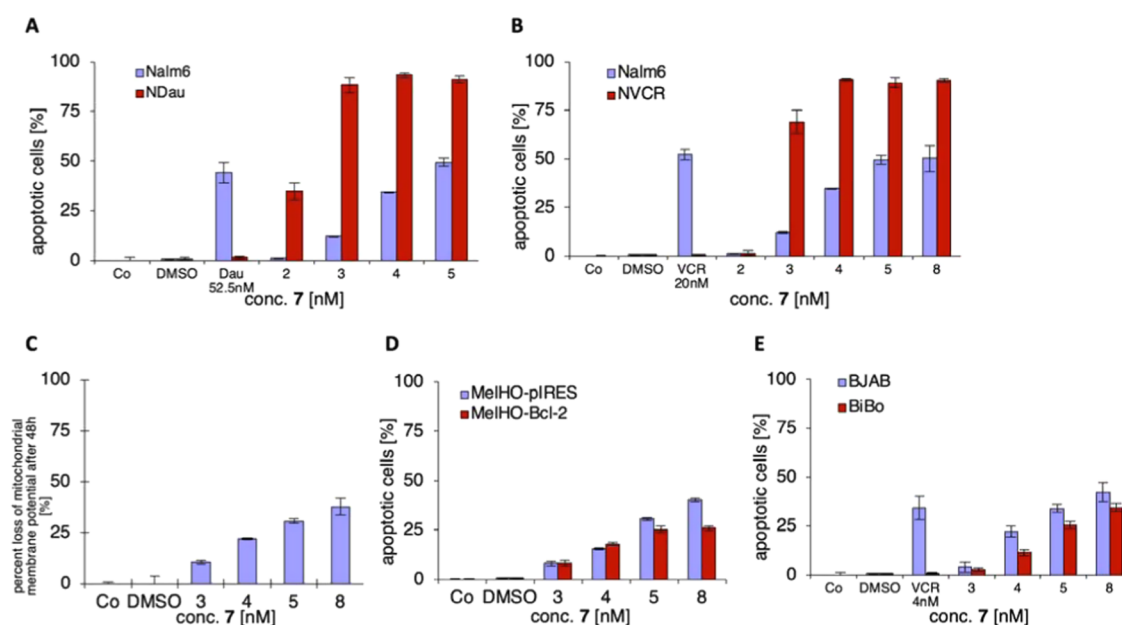 A
100
75
50
25
0
apoptotic cells [%]
Nalm6
NDau
Co DMSO Dau 2 3 4 5
52.5nM
conc. 7 [nM]
B
100
75
50
25
0
apoptotic cells [%]
Nalm6
NVCR
Co DMSO VCR 2 3 4 5 8
20nM
conc. 7 [nM]
C
100
75
50
25
0
percent loss of mitochondrial
membrane potential after 48h
[%]
Co DMSO 3 4 5 8
conc. 7 [nM]
D
100
75
50
25
0
apoptotic cells [%]
MelHO-pIRES
MelHO-Bcl-2
Co DMSO 3 4 5 8
conc. 7 [nM]
E
100
75
50
25
0
apoptotic cells [%]
BJAB
BiBo
Co DMSO VCR 3 4 5 8
4nM
conc. 7 [nM]